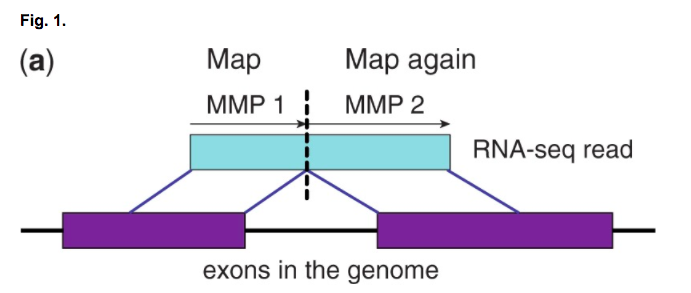 Fig. 1.
(a)
Map
Map again
MMP 1
MMP 2
RNA-seq read
exons in the genome